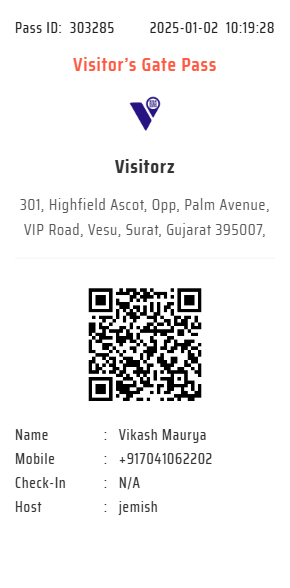 Pass ID: 303285 2025-01-02 10:19:28
Visitor's Gate Pass
Visitorz
301, Highfield Ascot, Opp, Palm Avenue,
VIP Road, Vesu, Surat, Gujarat 395007,
Name : Vikash Maurya
Mobile : +917041062202
Check-In : N/A
Host : jemish